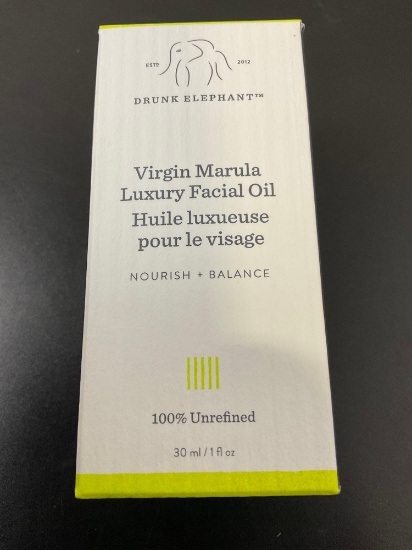 ESTD 2012
DRUNK ELEPHANT™
Virgin Marula
Luxury Facial Oil
Huile luxueuse
pour le visage
NOURISH + BALANCE
100% Unrefined
30 ml / 1 fl oz